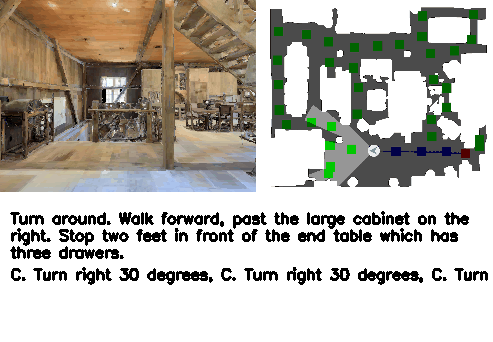 Turn around. Walk forward, past the large cabinet on the
right. Stop two feet in front of the end table which has
three drawers.
C. Turn right 30 degrees, C. Turn right 30 degrees, C. Turn